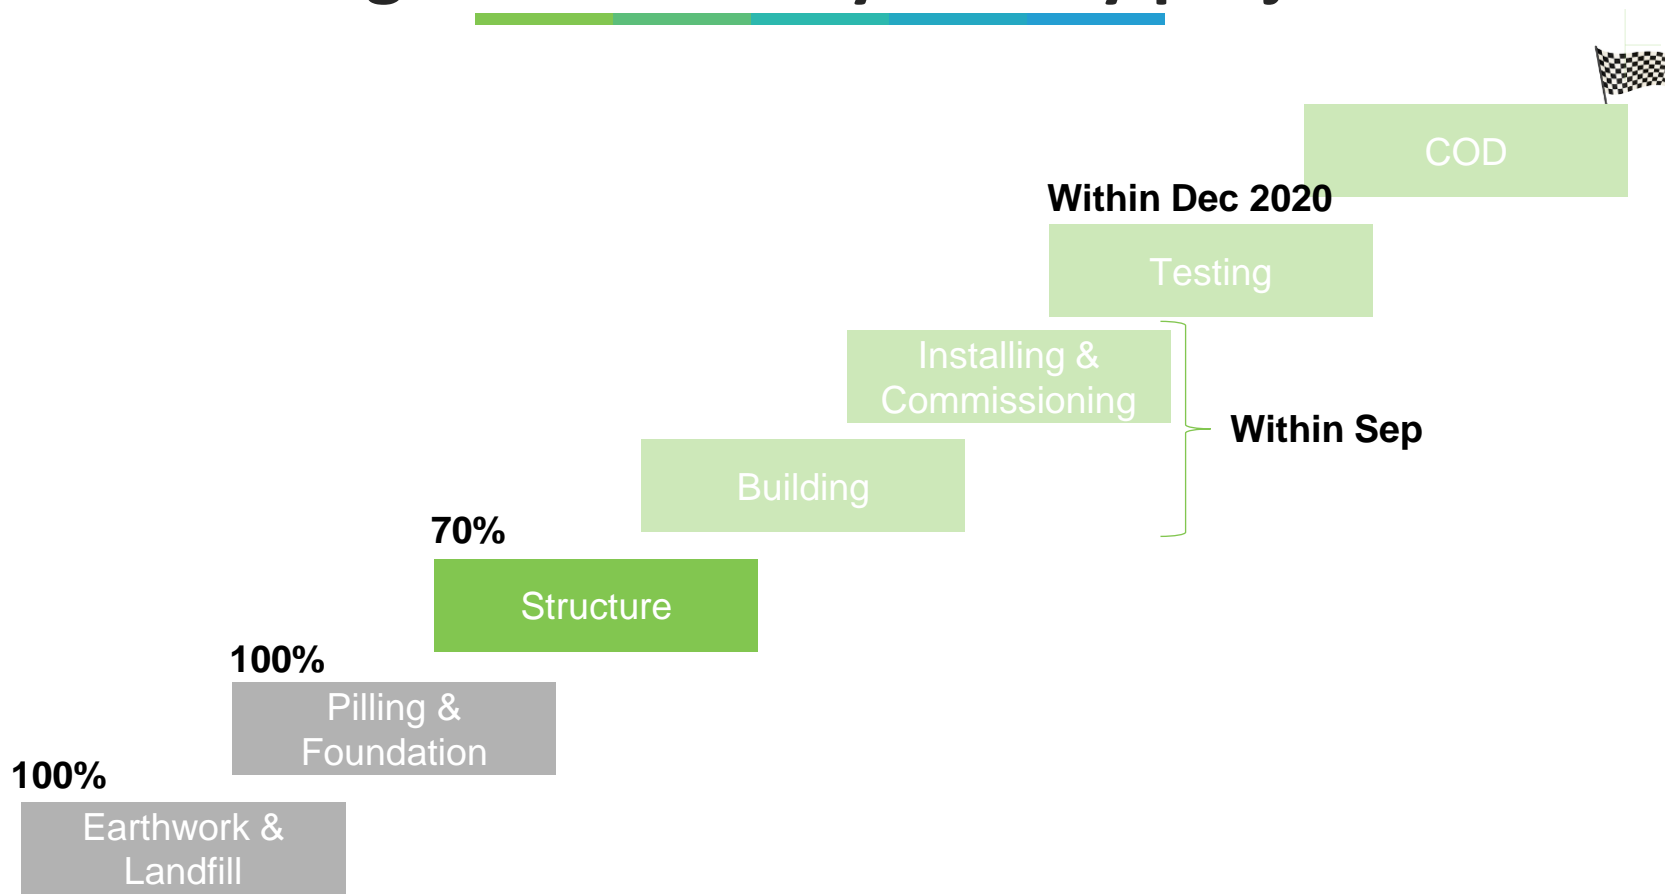 COD
Within Dec 2020
Testing
Installing &
Commissioning
Within Sep
Building
70%
Structure
100%
Pilling &
Foundation
100%
Earthwork &
Landfill